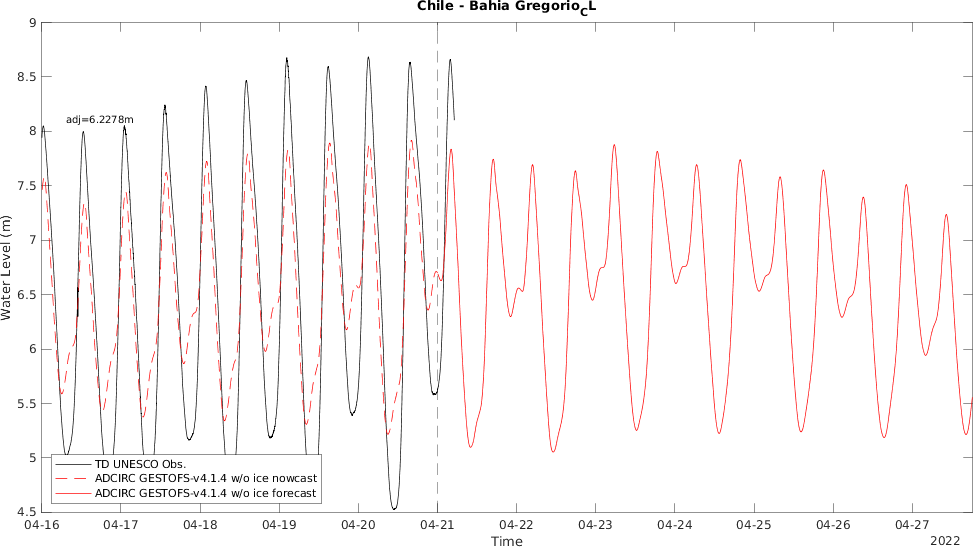 Chile - Bahia Gregorio_CL
9
8.5
8
7.5
7
6.5
6
5.5
5
4.5
Water Level (m)
adj=6.2278m
TD UNESCO Obs.
ADCIRC GESTOFS-v4.1.4 w/o ice nowcast
ADCIRC GESTOFS-v4.1.4 w/o ice forecast
04-16 04-17 04-18 04-19 04-20 04-21 04-22 04-23 04-24 04-25 04-26 04-27
Time
2022